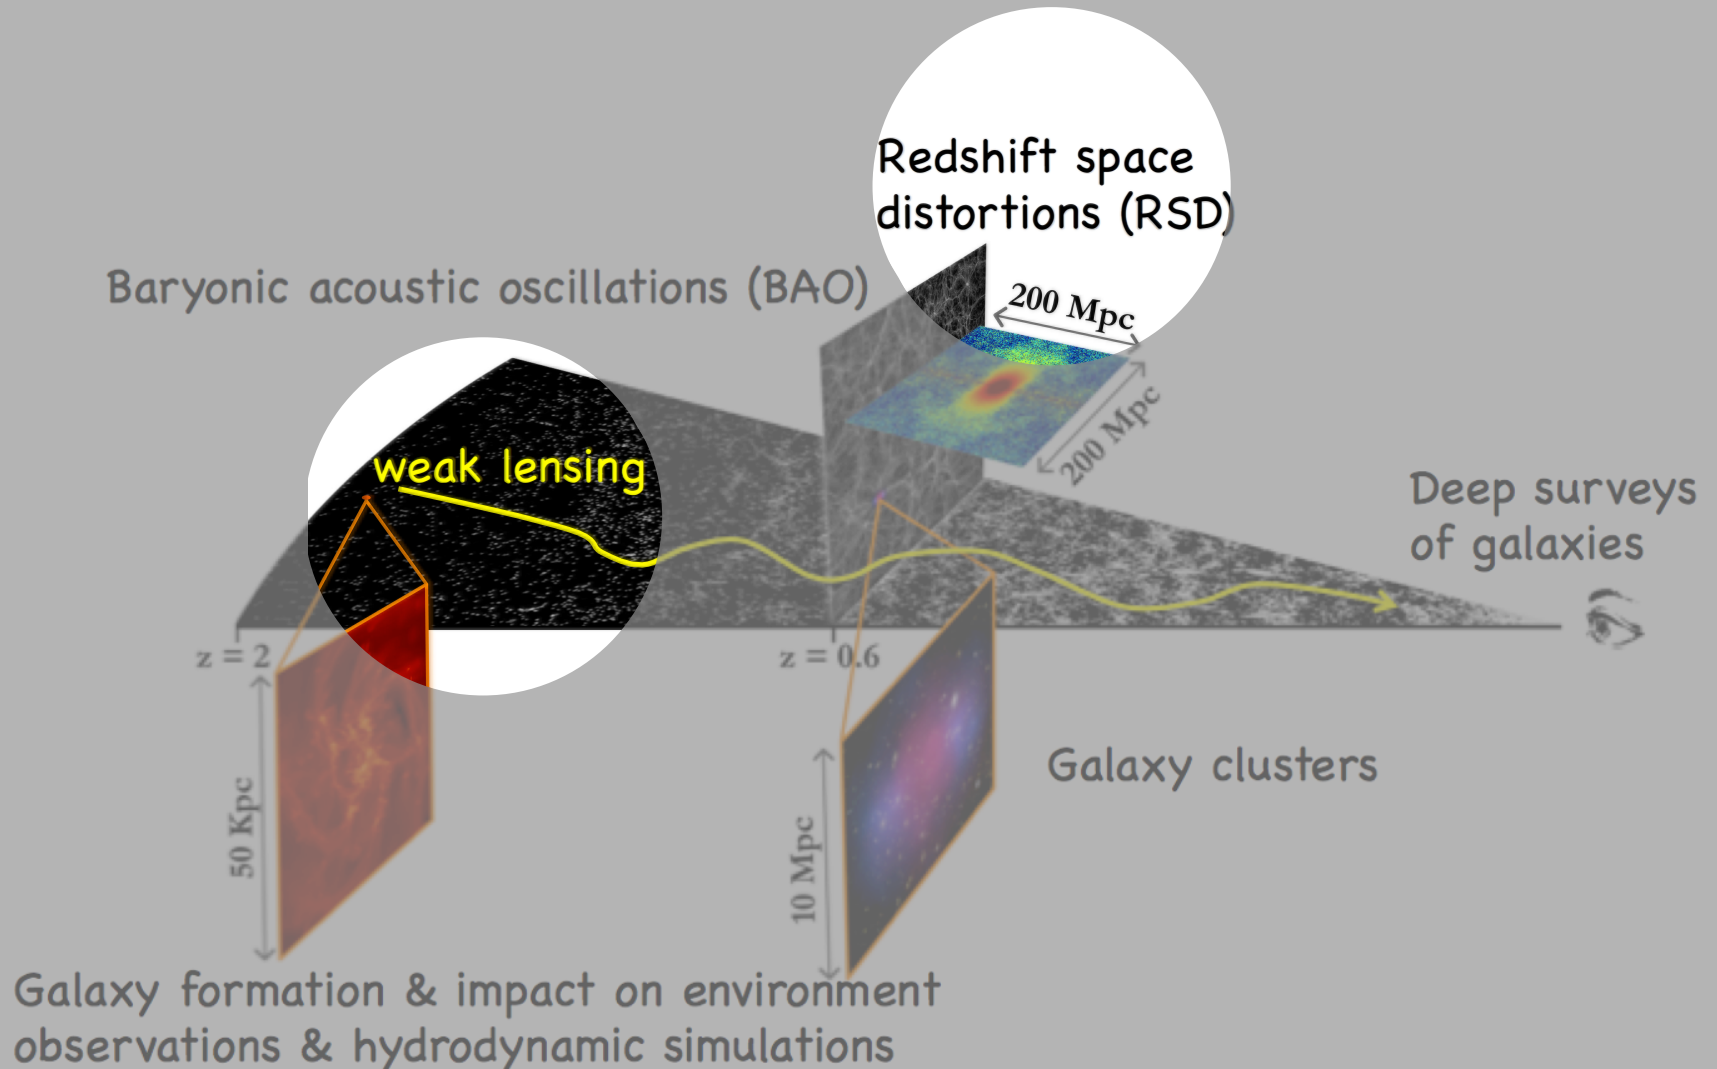 Redshift space
distortions (RSD)
Baryonic acoustic oscillations (BAO)
200 Mpc
200 Mpc
weak lensing
Deep surveys
of galaxies
z = 2
z = 0.6
50 Kpc
10 Mpc
Galaxy clusters
Galaxy formation & impact on environment
observations & hydrodynamic simulations